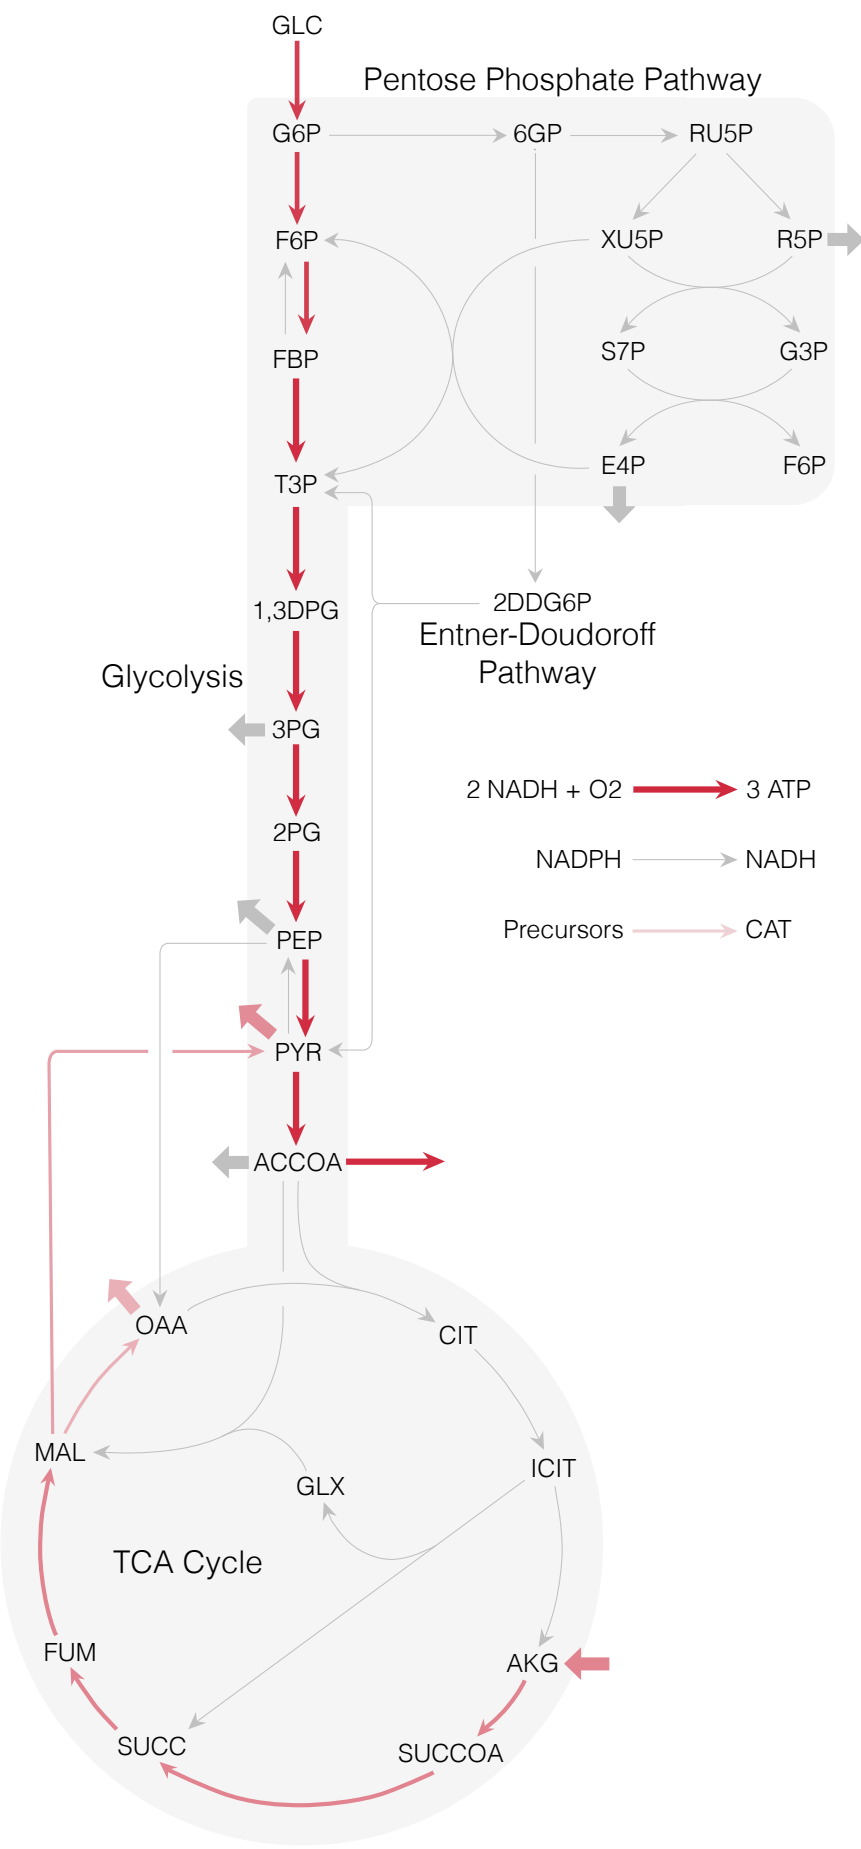 GLC
Pentose Phosphate Pathway
G6P
6GP
RU5P
F6P
XU5P
R5P
FBP
S7P
G3P
T3P
E4P
F6P
1,3DPG
2DDG6P
Entner-Doudoroff
Pathway
Glycolysis
3PG
2 NADH + O2
3 ATP
2PG
NADPH
NADH
Precursors
CAT
PEP
PYR
ACCOA
OAA
CIT
MAL
ICIT
GLX
TCA Cycle
FUM
AKG
SUCC
SUCCOA